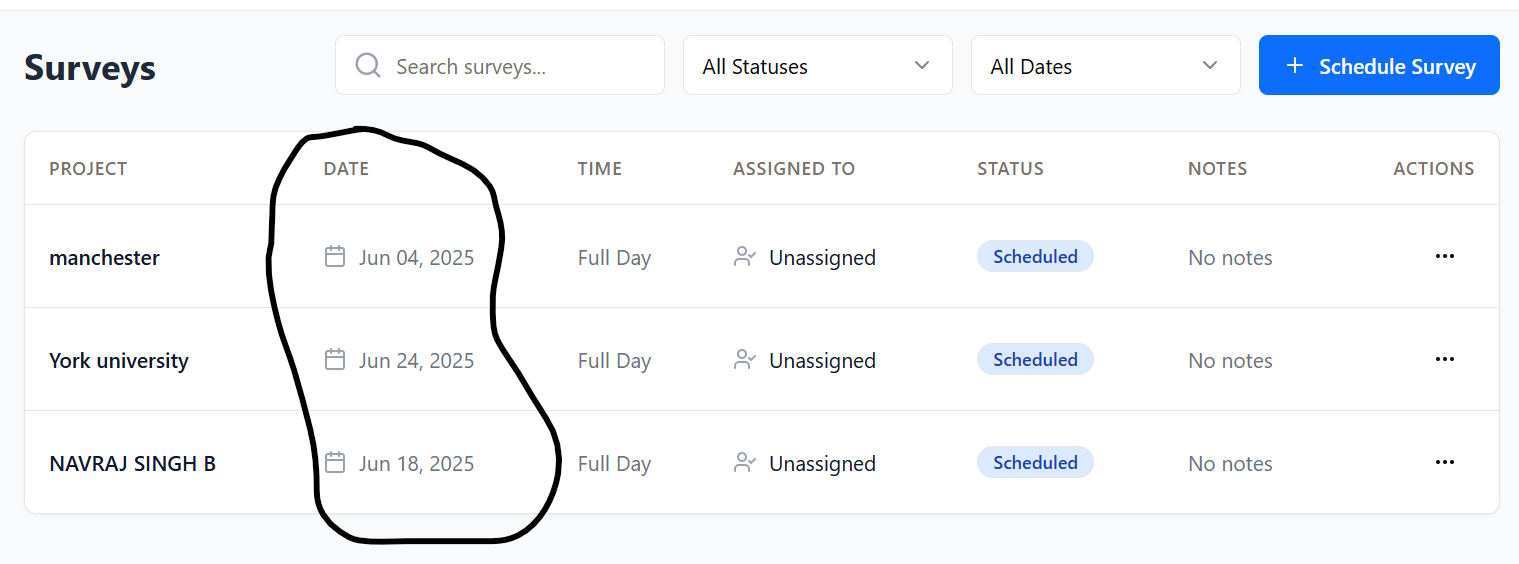 Surveys Search surveys... All Statuses All Dates + Schedule Survey
PROJECT DATE TIME ASSIGNED TO STATUS NOTES ACTIONS
manchester Jun 04, 2025 Full Day Unassigned Scheduled No notes ...
York university Jun 24, 2025 Full Day Unassigned Scheduled No notes ...
NAVRAJ SINGH B Jun 18, 2025 Full Day Unassigned Scheduled No notes ...